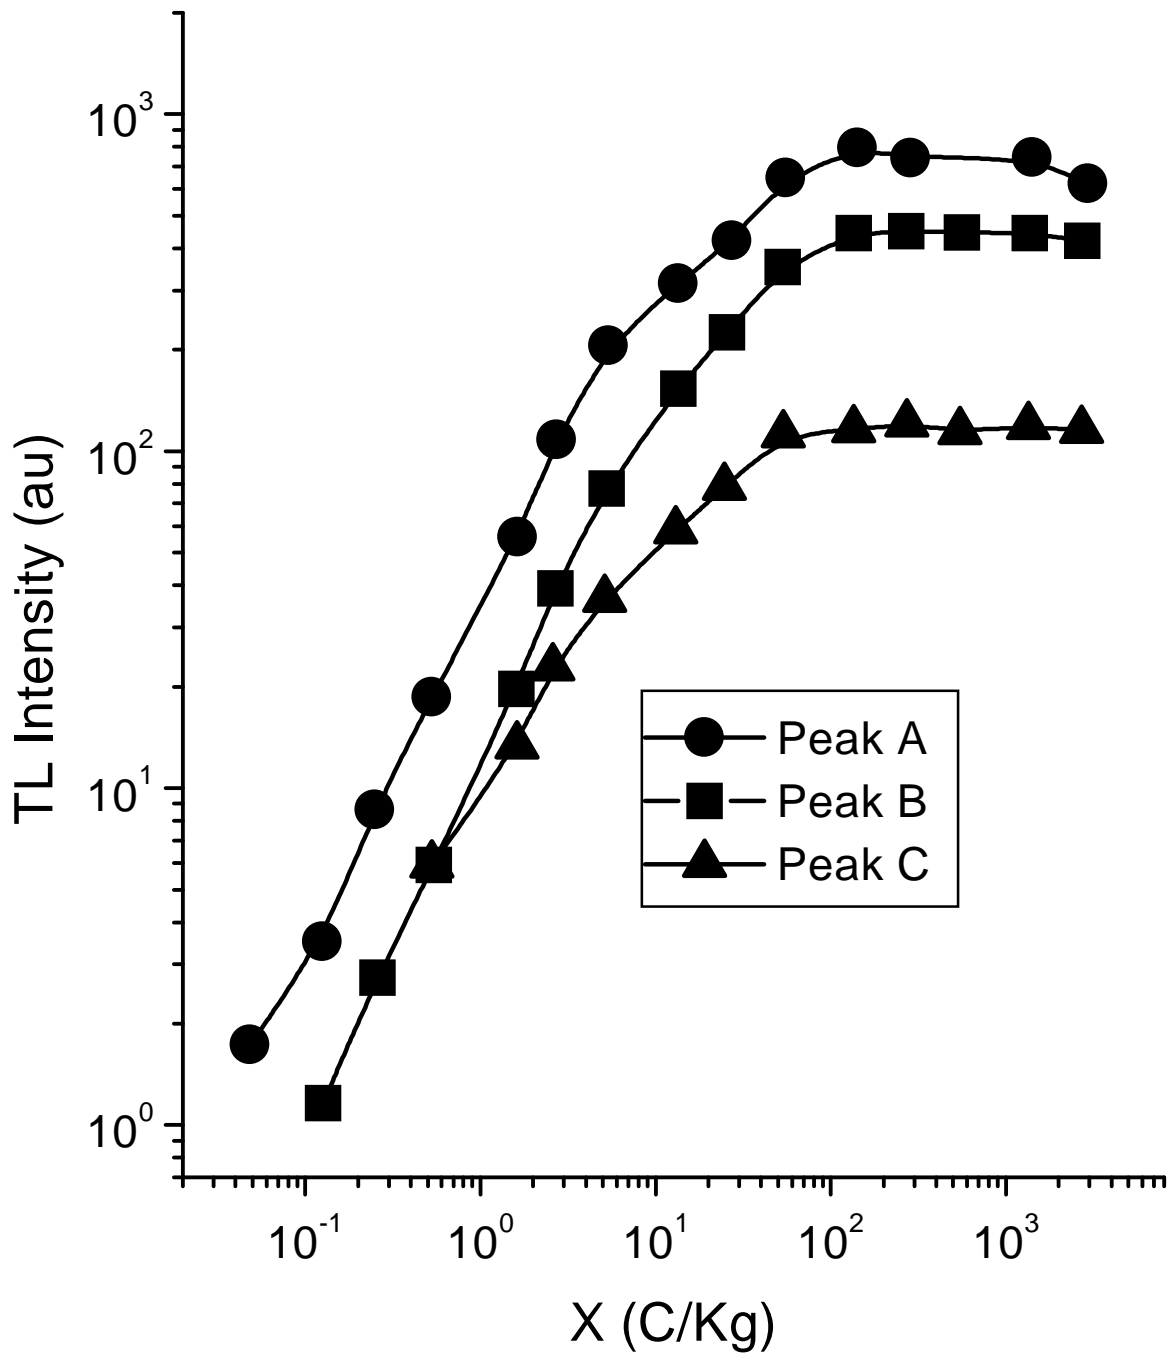 TL Intensity (au)
10³
10²
10¹
10⁰
Peak A
Peak B
Peak C
10⁻¹ 10⁰ 10¹ 10² 10³
X (C/Kg)